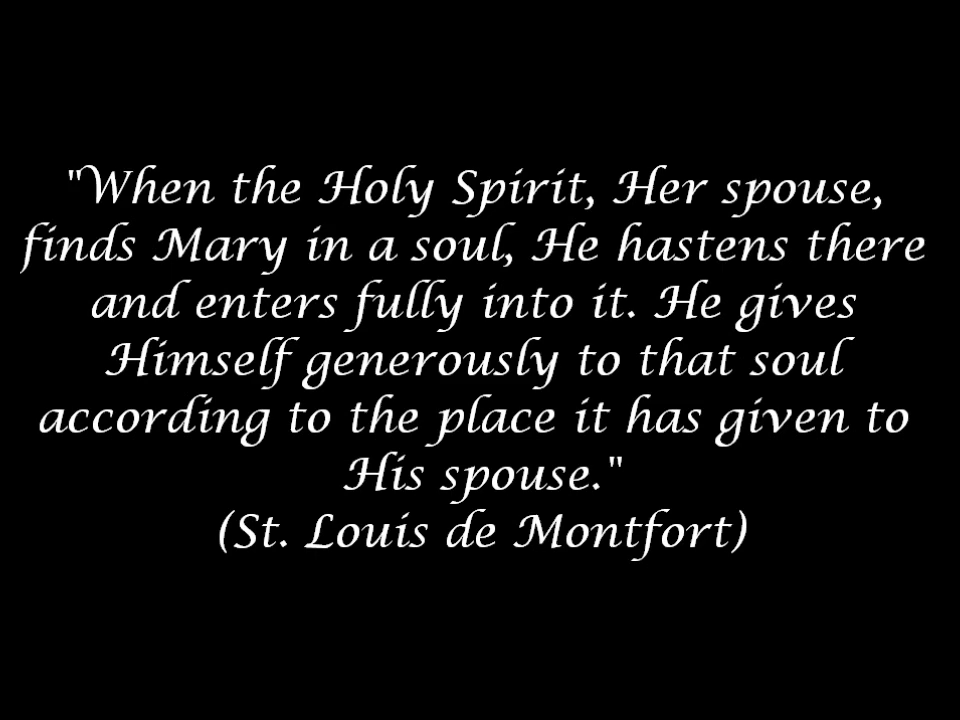 "When the Holy Spirit, Her spouse,
finds Mary in a soul, He hastens there
and enters fully into it. He gives
Himself generously to that soul
according to the place it has given to
His spouse."
(St. Louis de Montfort)